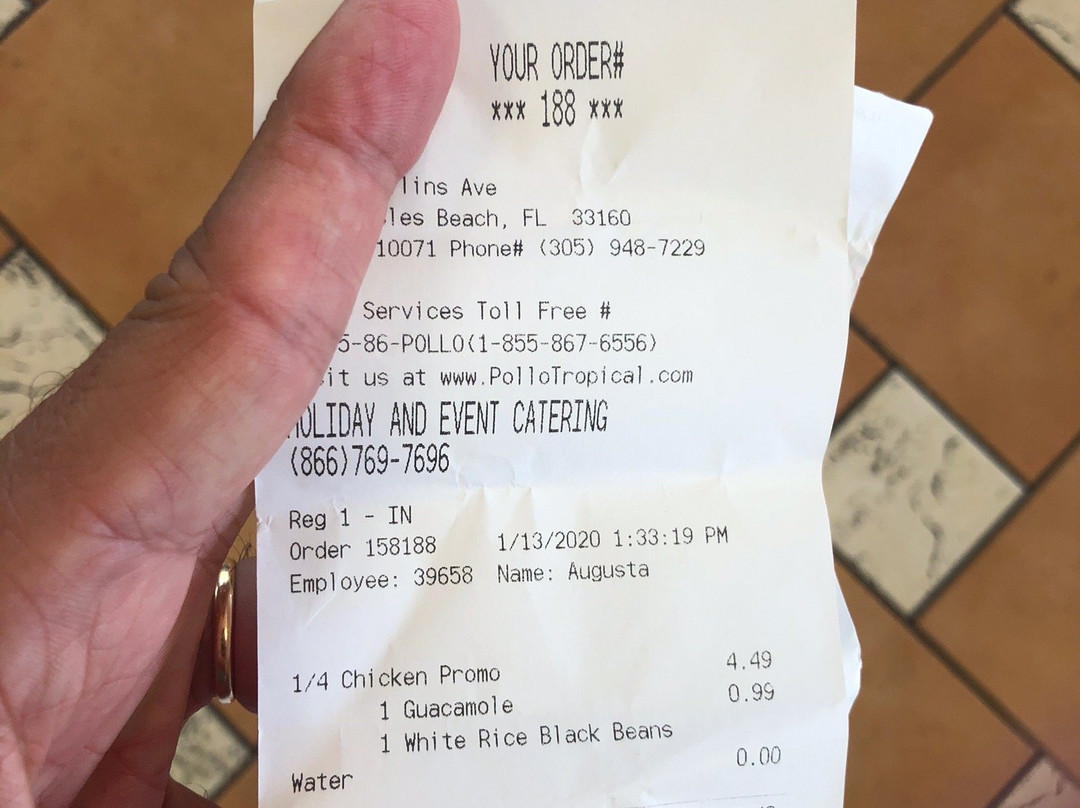 YOUR ORDER#
*** 188 ***
lins Ave
les Beach, FL 33160
10071 Phone# (305) 948-7229
Services Toll Free #
5-86-POLLO(1-855-867-6556)
it us at www.PolloTropical.com
HOLIDAY AND EVENT CATERING
(866)769-7696
Reg 1 - IN
Order 158188 1/13/2020 1:33:19 PM
Employee: 39658 Name: Augusta
1/4 Chicken Promo 4.49
1 Guacamole 0.99
1 White Rice Black Beans
Water 0.00